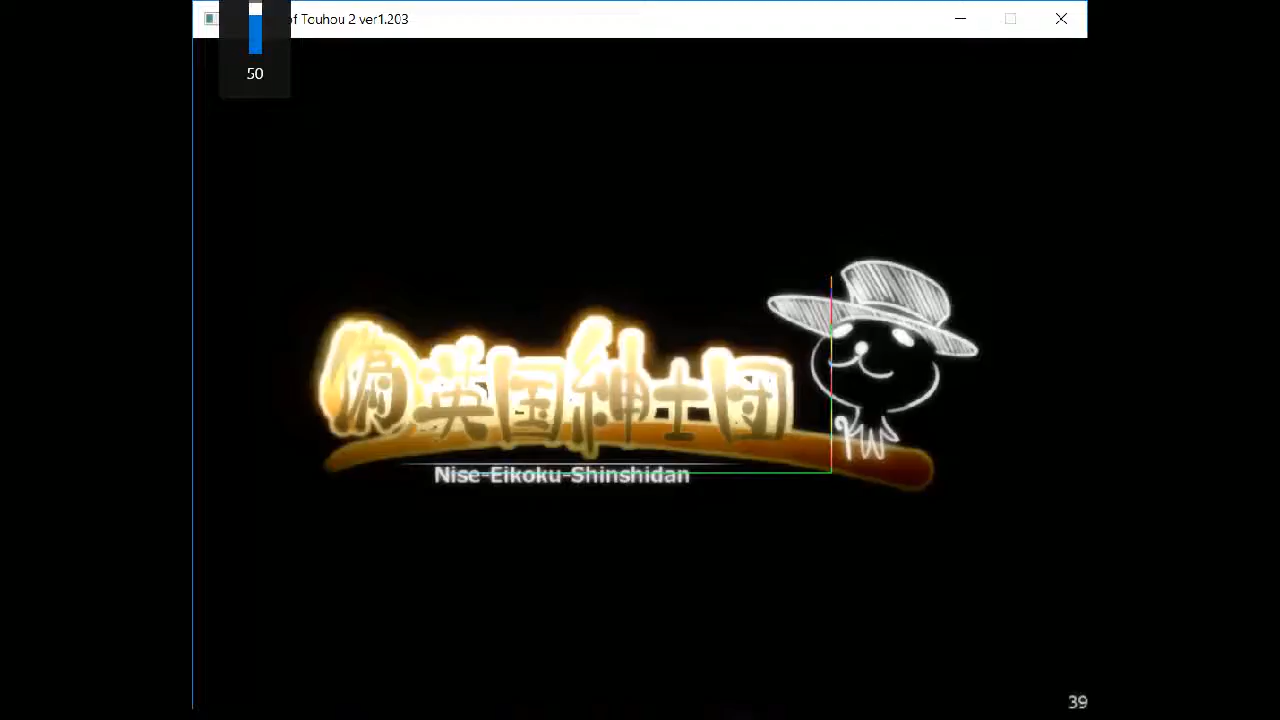 of Touhou 2 ver1.203
50
偽英国紳士団
Nise-Eikoku-Shinshidan
39